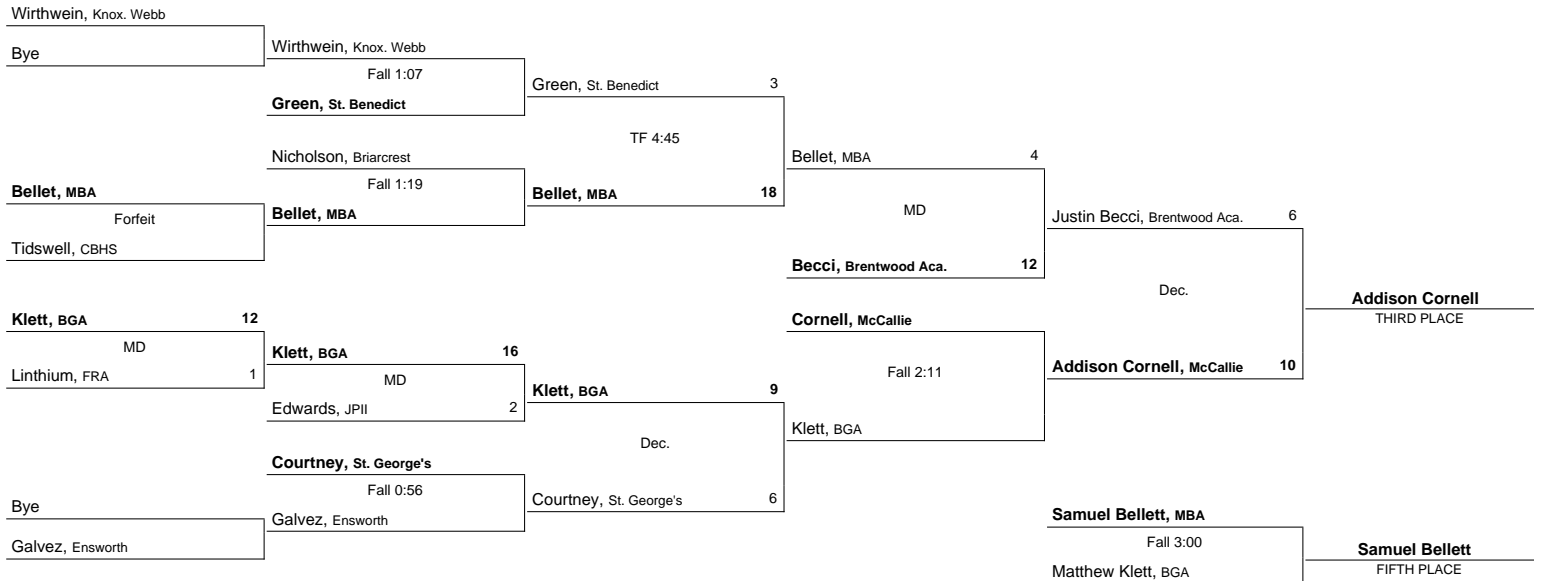 Wirthwein, Knox. Webb
Bye
Bellet, MBA
Forfeit
Tidswell, CBHS
Klett, BGA 12
MD
Linthium, FRA 1
Bye
Galvez, Ensworth
Wirthwein, Knox. Webb
Fall 1:07
Green, St. Benedict
Nicholson, Briarcrest
Fall 1:19
Bellet, MBA
Klett, BGA 16
MD
Edwards, JPII 2
Courtney, St. George's
Fall 0:56
Galvez, Ensworth
Green, St. Benedict 3
TF 4:45
Bellet, MBA 18
Klett, BGA 9
Dec.
Courtney, St. George's 6
Bellet, MBA 4
MD
Becci, Brentwood Aca. 12
Cornell, McCallie
Fall 2:11
Klett, BGA
Justin Becci, Brentwood Aca. 6
Dec.
Addison Cornell, McCallie 10
Addison Cornell
THIRD PLACE
Samuel Bellett, MBA
Fall 3:00
Matthew Klett, BGA
Samuel Bellett
FIFTH PLACE